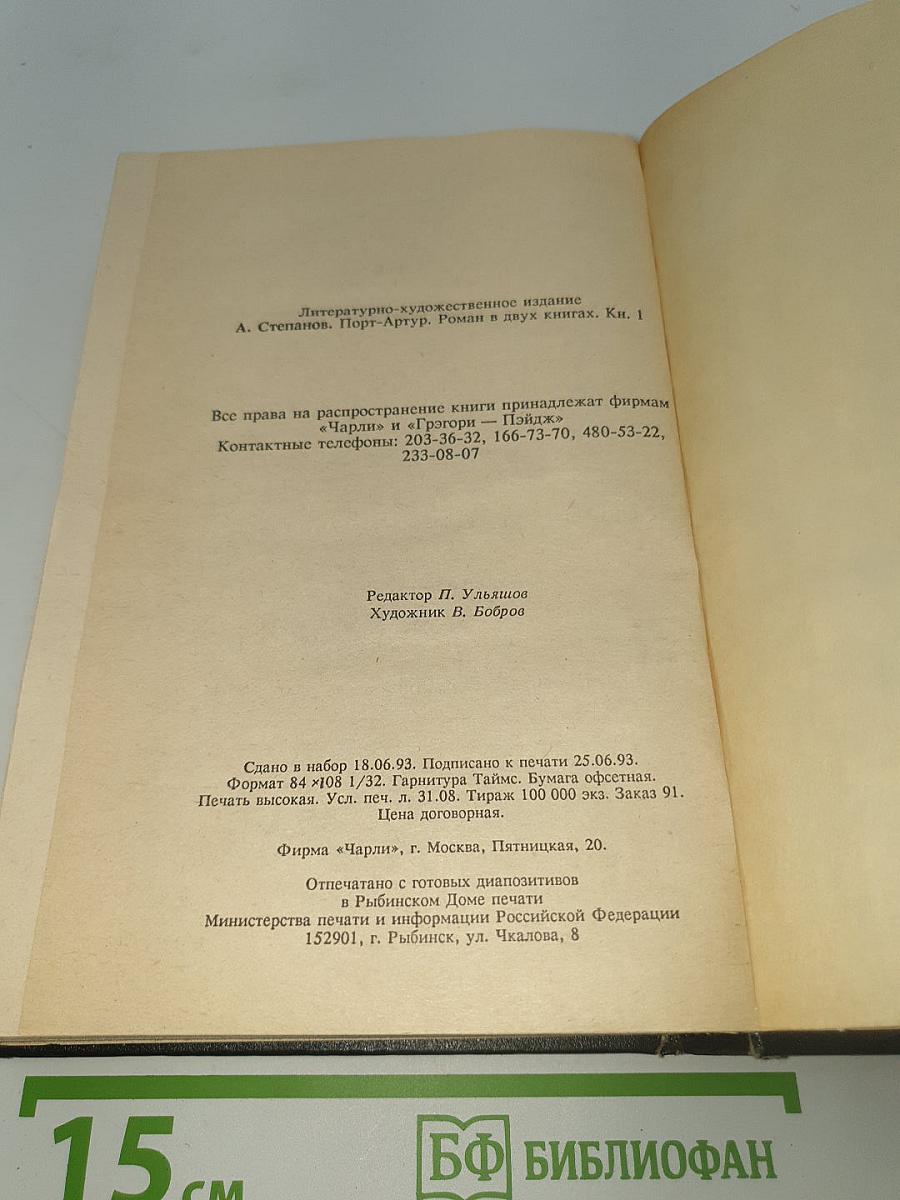 Литературно-художественное издание
А. Степанов. Порт-Артур. Роман в двух книгах. Кн. 1
Все права на распространение книги принадлежат фирмам
«Чарли» и «Грэгори — Пэйдж»
Контактные телефоны: 203-36-32, 166-73-70, 480-53-22,
233-08-07
Редактор П. Ульяшов
Художник В. Бобров
Сдано в набор 18.06.93. Подписано к печати 25.06.93.
Формат 84 ×108 1/32. Гарнитура Таймс. Бумага офсетная.
Печать высокая. Усл. печ. л. 31.08. Тираж 100 000 экз. Заказ 91.
Цена договорная.
Фирма «Чарли», г. Москва, Пятницкая, 20.
Отпечатано с готовых диапозитивов
в Рыбинском Доме печати
Министерства печати и информации Российской Федерации
152901, г. Рыбинск, ул. Чкалова, 8
15 см
БФ БИБЛИОФАН